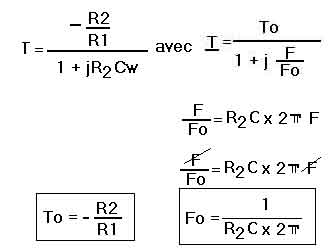 T = (- R2/R1) / (1 + jR₂Cw) avec T = To / (1 + j F/Fo)
F/Fo = R₂C x 2π F
F/Fo = R₂C x 2π F
To = - R2/R1
Fo = 1 / (R₂C x 2π)